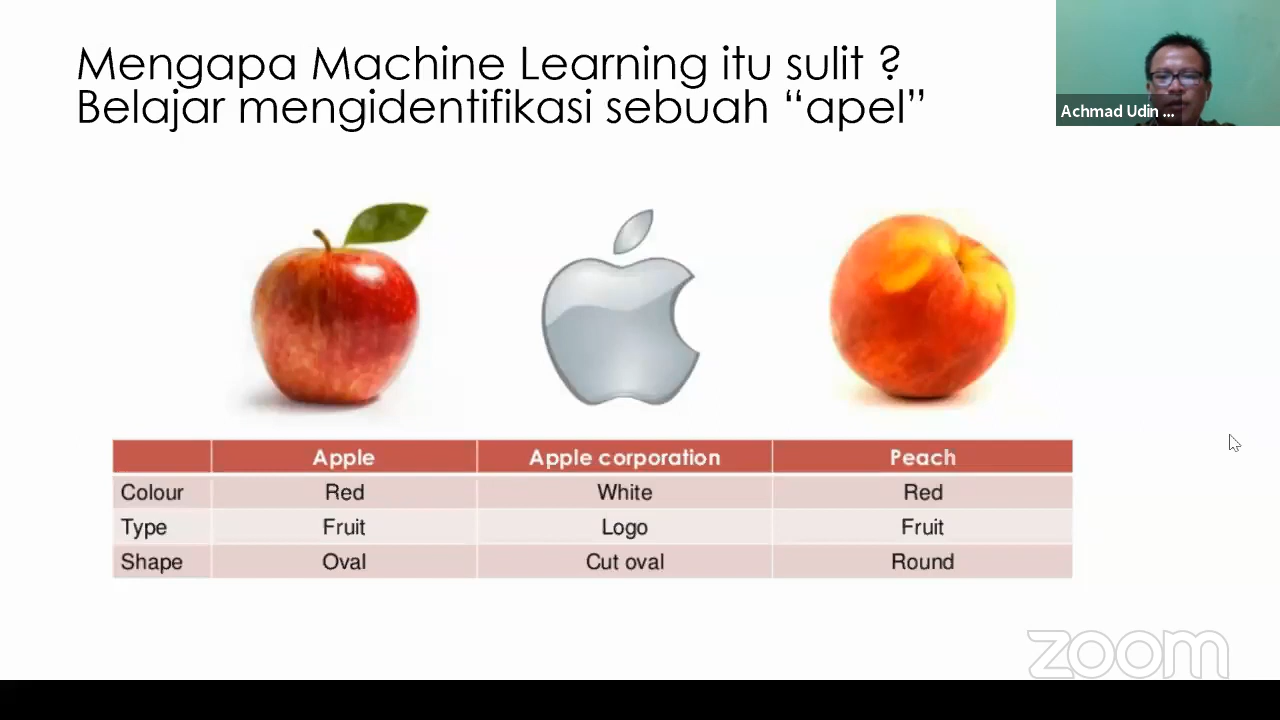 Mengapa Machine Learning itu sulit ?
Belajar mengidentifikasi sebuah “apel”
Achmad Udin ...
Apple Apple corporation Peach
Colour Red White Red
Type Fruit Logo Fruit
Shape Oval Cut oval Round
zoom